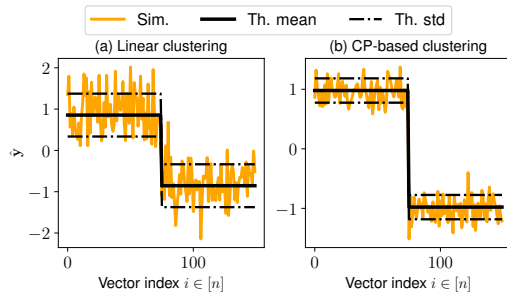 Sim. Th. mean Th. std
(a) Linear clustering (b) CP-based clustering
2
1
0
−1
−2
ŷ
0 100
Vector index i ∈ [n]
1
0
−1
0 100
Vector index i ∈ [n]